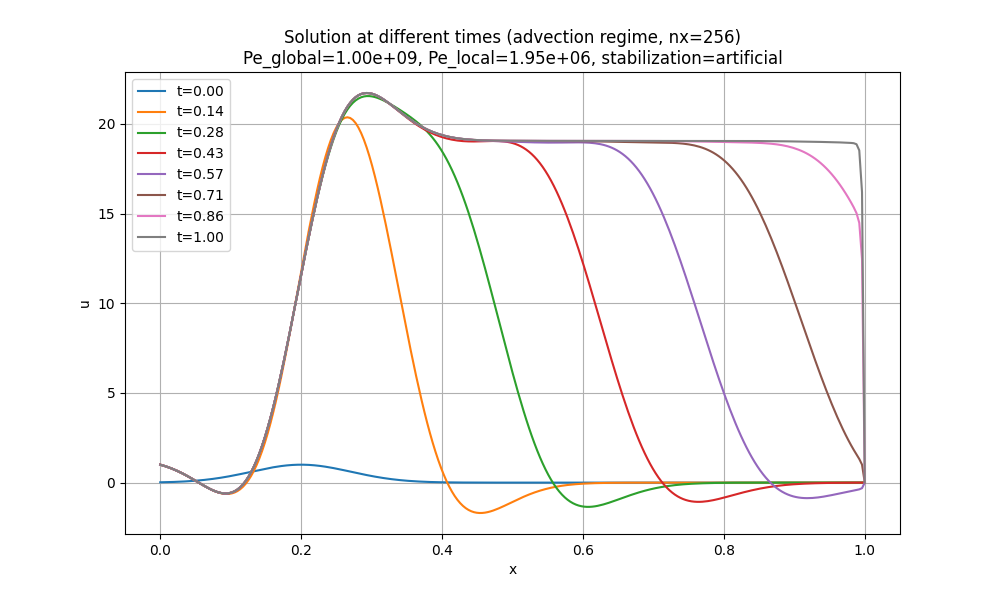 Solution at different times (advection regime, nx=256)
Pe_global=1.00e+09, Pe_local=1.95e+06, stabilization=artificial
t=0.00
t=0.14
t=0.28
t=0.43
t=0.57
t=0.71
t=0.86
t=1.00
u
20
15
10
5
0
0.0
0.2
0.4
0.6
0.8
1.0
x